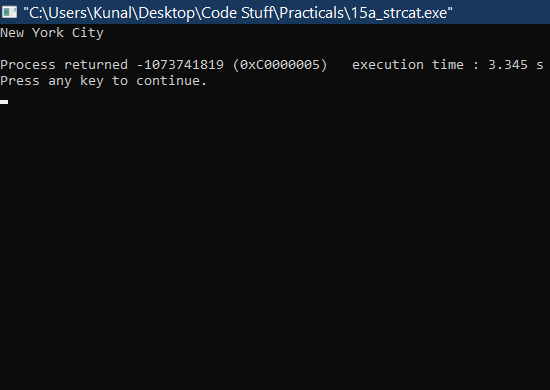 "C:\Users\Kunal\Desktop\Code Stuff\Practicals\15a_strcat.exe"
New York City
Process returned -1073741819 (0xC0000005)   execution time : 3.345 s
Press any key to continue.